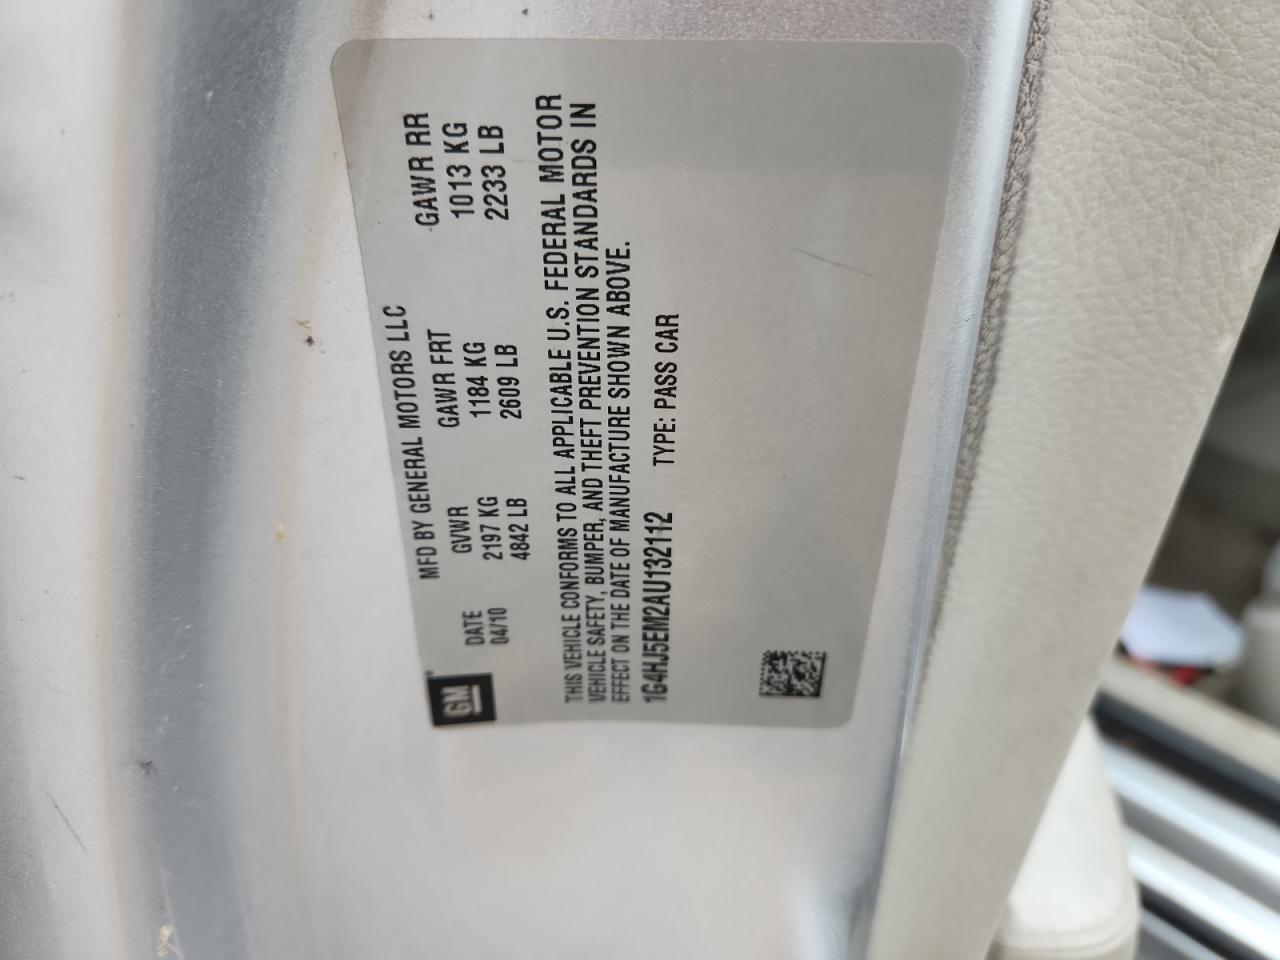 MFD BY GENERAL MOTORS LLC
DATE GVWR GAWR FRT GAWR RR
04/10 2197 KG 1184 KG 1013 KG
4842 LB 2609 LB 2233 LB
GM
THIS VEHICLE CONFORMS TO ALL APPLICABLE U.S. FEDERAL MOTOR
VEHICLE SAFETY, BUMPER, AND THEFT PREVENTION STANDARDS IN
EFFECT ON THE DATE OF MANUFACTURE SHOWN ABOVE.
1G4HJ5EM2AU132112 TYPE: PASS CAR